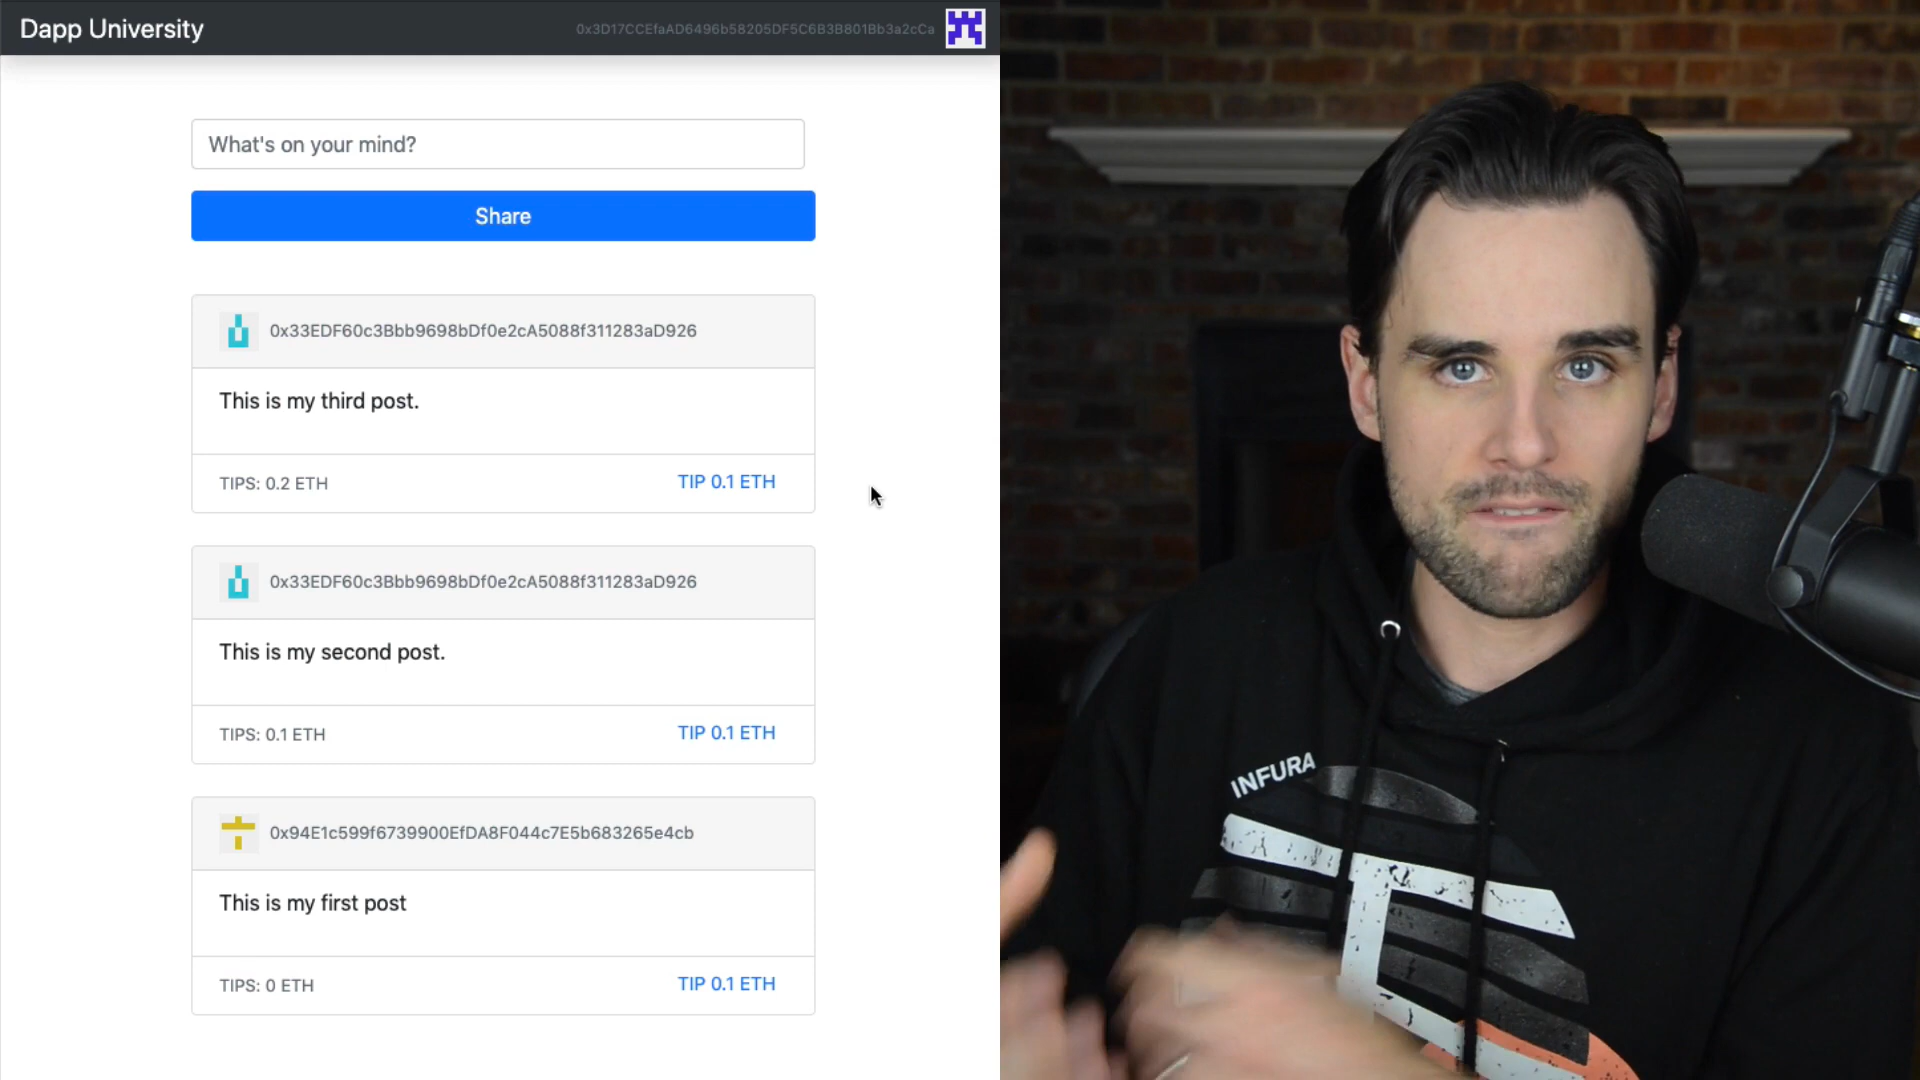 Dapp University
0x3D17CCEfaAD6496b58205DF5C6B3B801Bb3a2cCa
What's on your mind?
Share
0x33EDF60c3Bbb9698bDf0e2cA5088f311283aD926
This is my third post.
TIPS: 0.2 ETH
TIP 0.1 ETH
0x33EDF60c3Bbb9698bDf0e2cA5088f311283aD926
This is my second post.
TIPS: 0.1 ETH
TIP 0.1 ETH
0x94E1c599f6739900EfDA8F044c7E5b683265e4cb
This is my first post
TIPS: 0 ETH
TIP 0.1 ETH
INFURA